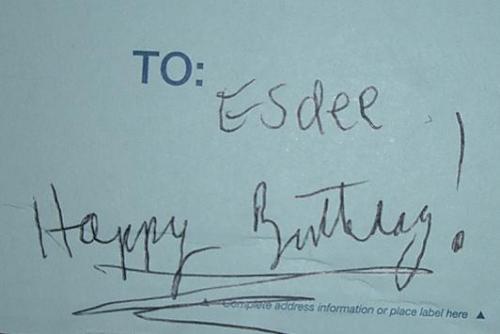 TO: Esdee
Happy Birthday!
▲ Complete address information or place label here ▲